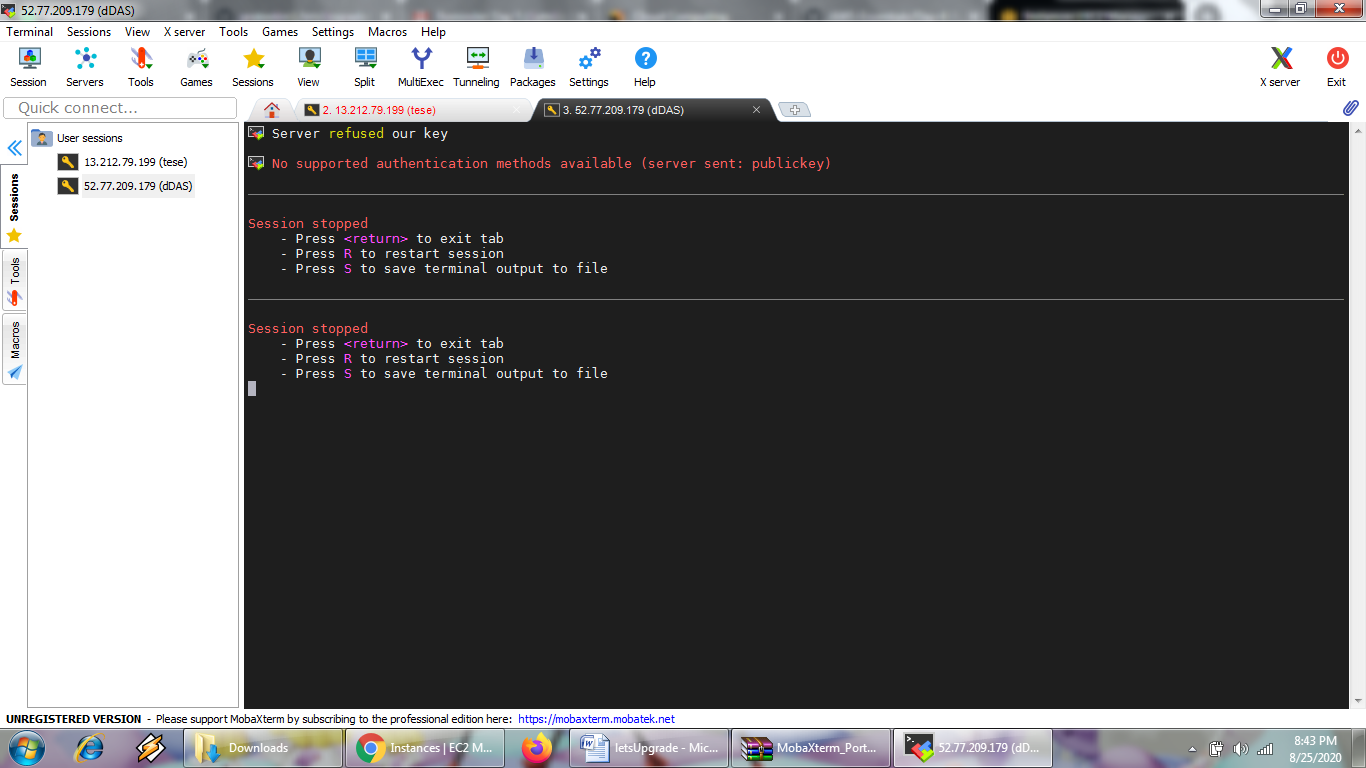 52.77.209.179 (dDAS)
Terminal Sessions View X server Tools Games Settings Macros Help
Session Servers Tools Games Sessions View Split MultiExec Tunneling Packages Settings Help X server Exit
Quick connect...
2. 13.212.79.199 (tese)
3. 52.77.209.179 (dDAS)
User sessions
13.212.79.199 (tese)
52.77.209.179 (dDAS)
Sessions
Tools
Macros
Server refused our key
No supported authentication methods available (server sent: publickey)
Session stopped
- Press <return> to exit tab
- Press R to restart session
- Press S to save terminal output to file
Session stopped
- Press <return> to exit tab
- Press R to restart session
- Press S to save terminal output to file
UNREGISTERED VERSION - Please support MobaXterm by subscribing to the professional edition here: https://mobaxterm.mobatek.net
Downloads
Instances | EC2 M...
letsUpgrade - Mic...
MobaXterm_Port...
52.77.209.179 (dD...
8:43 PM
8/25/2020